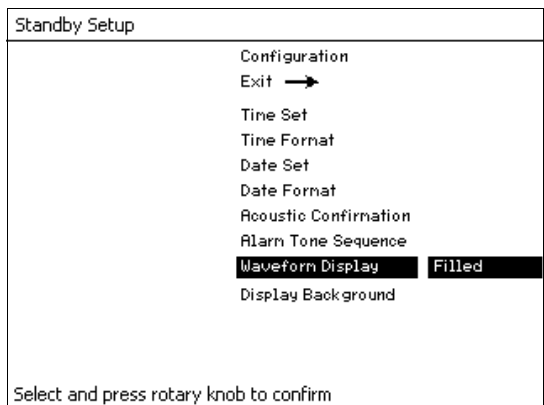 Standby Setup
Configuration
Exit
Time Set
Time Format
Date Set
Date Format
Acoustic Confirmation
Alarm Tone Sequence
Waveform Display Filled
Display Background
Select and press rotary knob to confirm